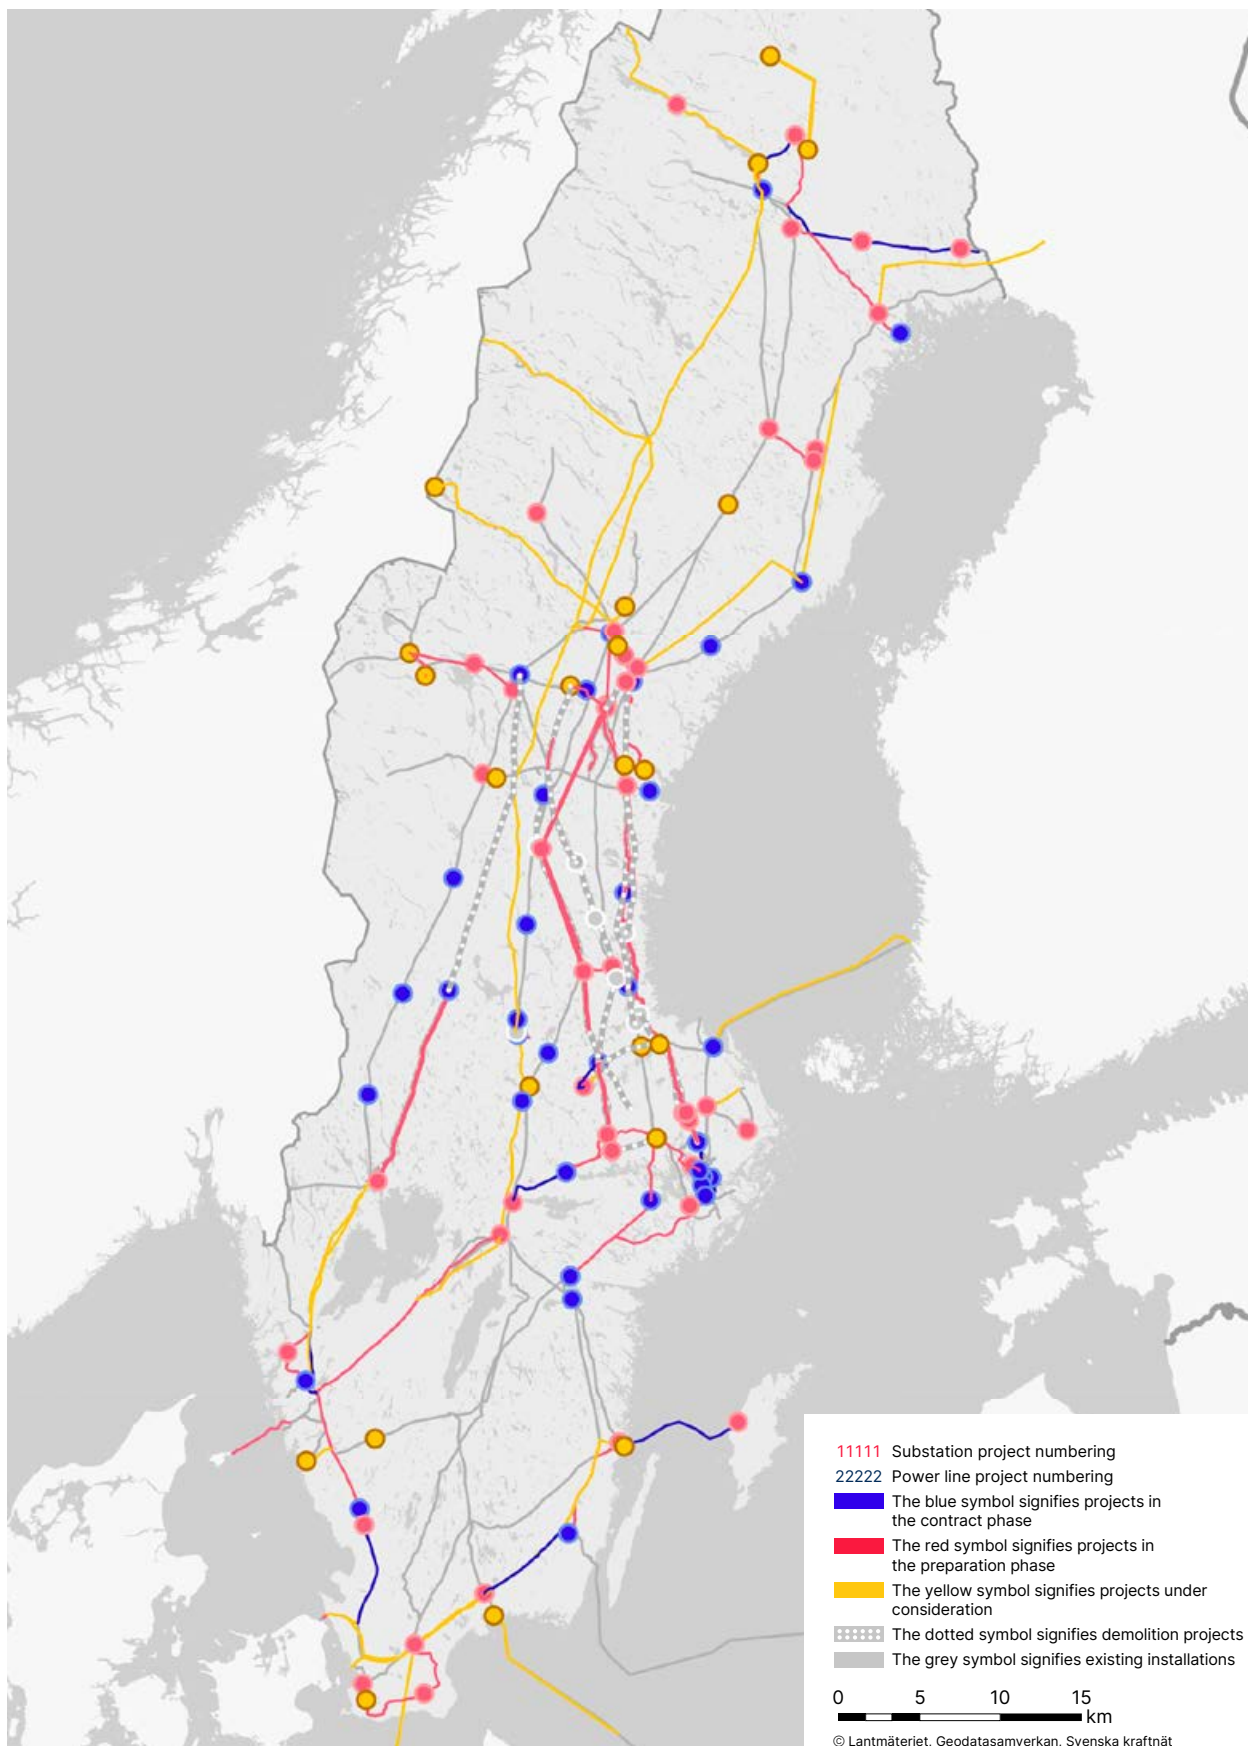 11111 Substation project numbering
22222 Power line project numbering
The blue symbol signifies projects in
the contract phase
The red symbol signifies projects in
the preparation phase
The yellow symbol signifies projects under
consideration
The dotted symbol signifies demolition projects
The grey symbol signifies existing installations
0 5 10 15
km
© Lantmäteriet, Geodatasamverkan, Svenska kraftnät